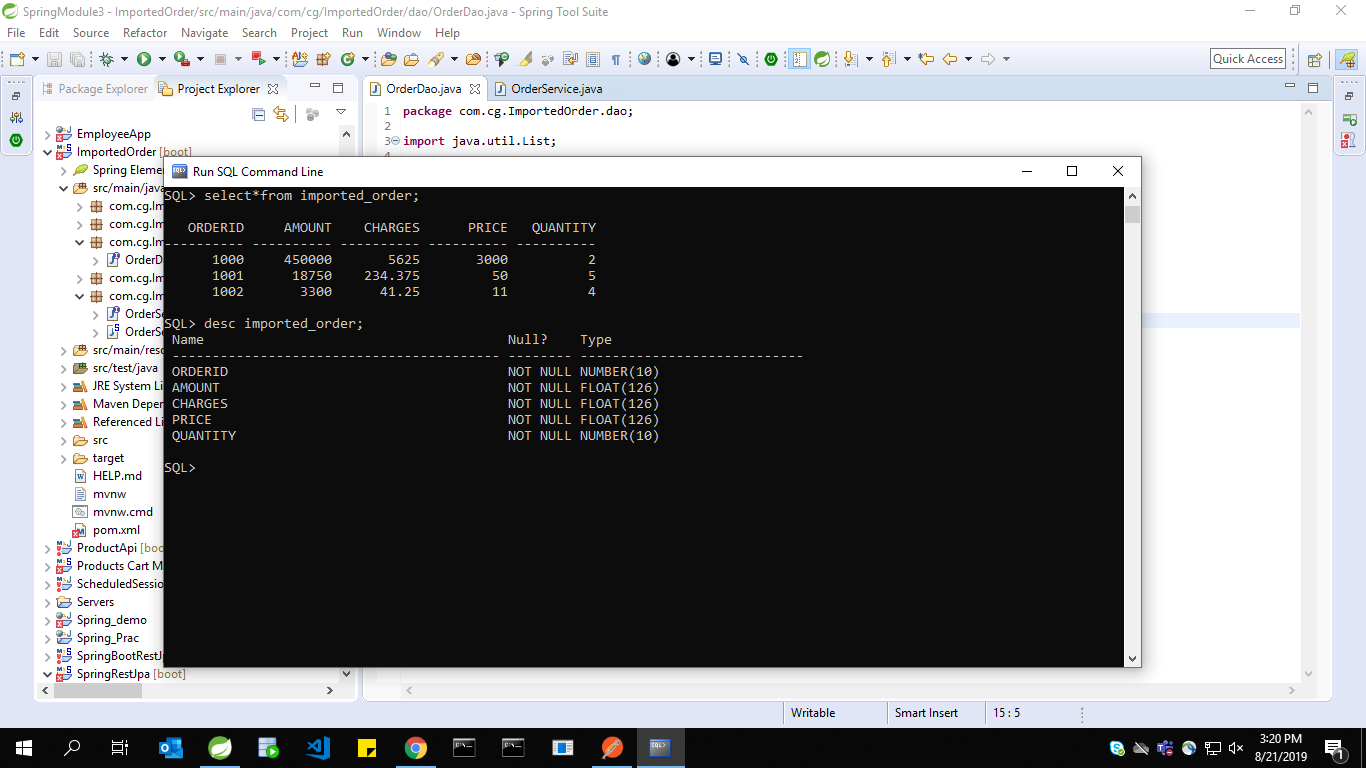 SpringModule3 - ImportedOrder/src/main/java/com/cg/ImportedOrder/dao/OrderDao.java - Spring Tool Suite
File Edit Source Refactor Navigate Search Project Run Window Help
Quick Access
Package Explorer Project Explorer
OrderDao.java OrderService.java
1 package com.cg.ImportedOrder.dao;
2
3 import java.util.List;
EmployeeApp
ImportedOrder [boot]
Spring Eleme
src/main/java
com.cg.Im
com.cg.Im
com.cg.Im
OrderD
com.cg.Im
com.cg.Im
OrderSe
OrderSe
src/main/reso
src/test/java
JRE System Li
Maven Depen
Referenced Li
src
target
HELP.md
mvnw
mvnw.cmd
pom.xml
ProductApi [boo
Products Cart M
ScheduledSessio
Servers
Spring_demo
Spring_Prac
SpringBootRestJp
SpringRestJpa [boot]
Run SQL Command Line
SQL> select*from imported_order;
ORDERID AMOUNT CHARGES PRICE QUANTITY
---------- ---------- ---------- ---------- ----------
1000 450000 5625 3000 2
1001 18750 234.375 50 5
1002 3300 41.25 11 4
SQL> desc imported_order;
Name Null? Type
----------------------------------------- -------- ----------------------------
ORDERID NOT NULL NUMBER(10)
AMOUNT NOT NULL FLOAT(126)
CHARGES NOT NULL FLOAT(126)
PRICE NOT NULL FLOAT(126)
QUANTITY NOT NULL NUMBER(10)
SQL>
Writable Smart Insert 15 : 5
3:20 PM
8/21/2019
1